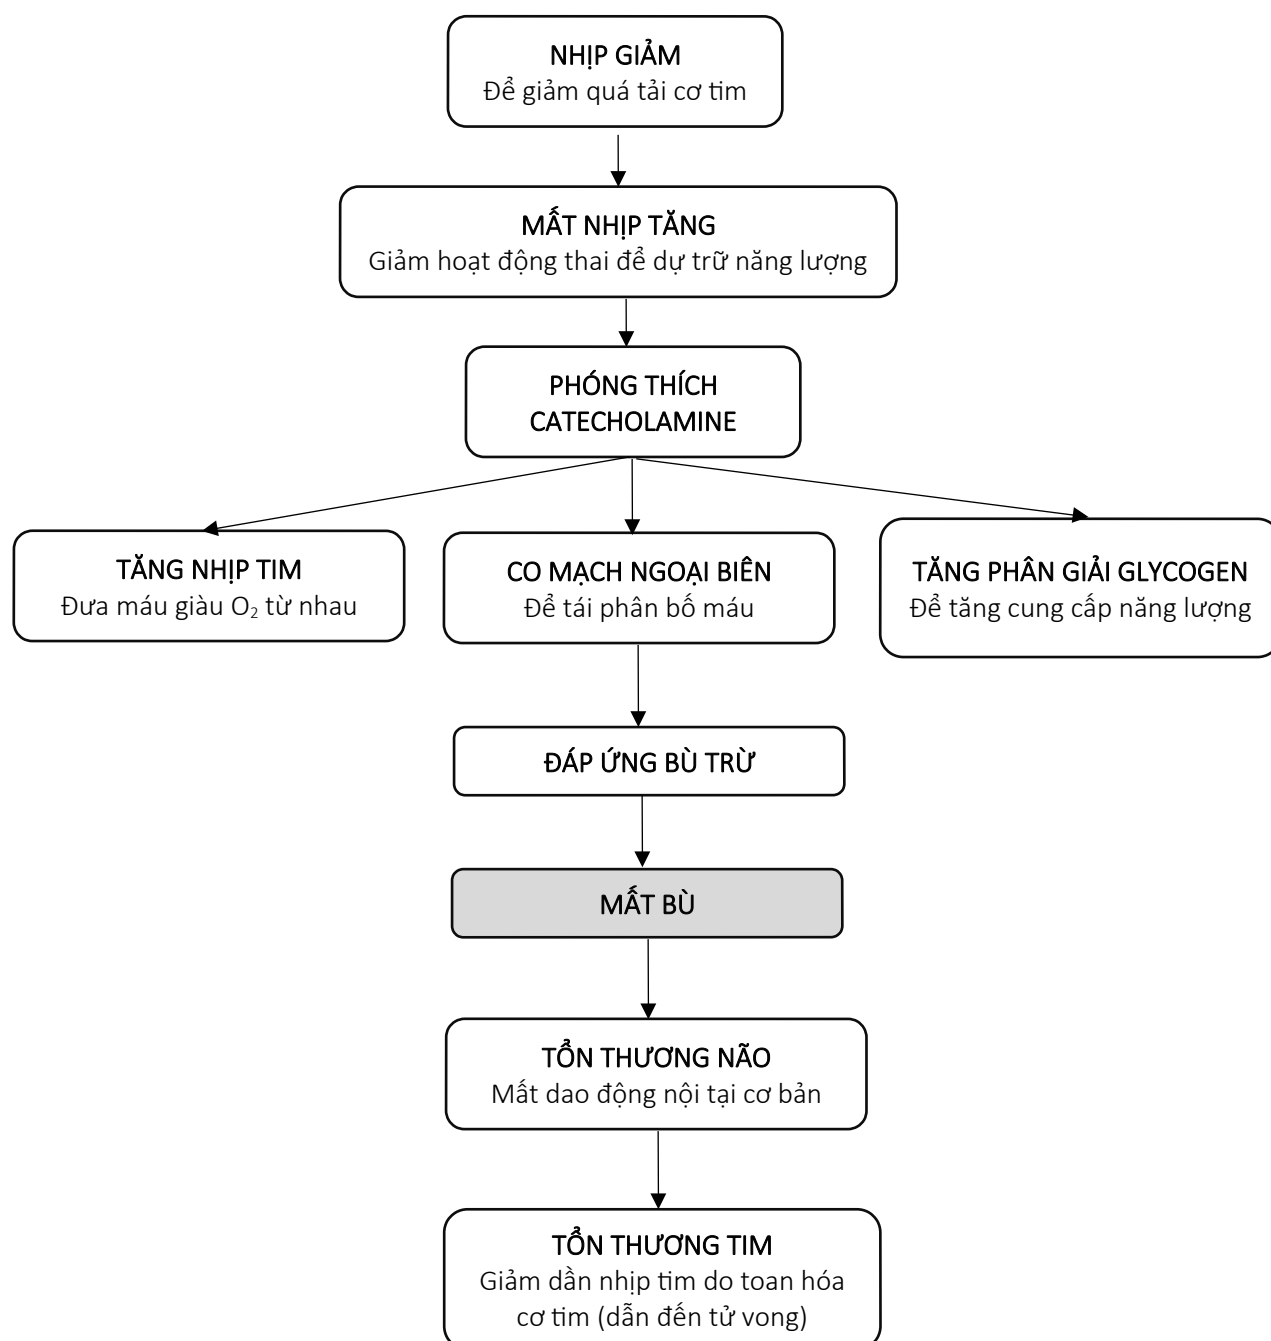 NHỊP GIẢM
Để giảm quá tải cơ tim
MẤT NHỊP TĂNG
Giảm hoạt động thai để dự trữ năng lượng
PHÓNG THÍCH
CATECHOLAMINE
TĂNG NHỊP TIM
Đưa máu giàu O₂ từ nhau
CO MẠCH NGOẠI BIÊN
Để tái phân bố máu
TĂNG PHÂN GIẢI GLYCOGEN
Để tăng cung cấp năng lượng
ĐÁP ỨNG BÙ TRỪ
MẤT BÙ
TỔN THƯƠNG NÃO
Mất dao động nội tại cơ bản
TỔN THƯƠNG TIM
Giảm dần nhịp tim do toan hóa
cơ tim (dẫn đến tử vong)